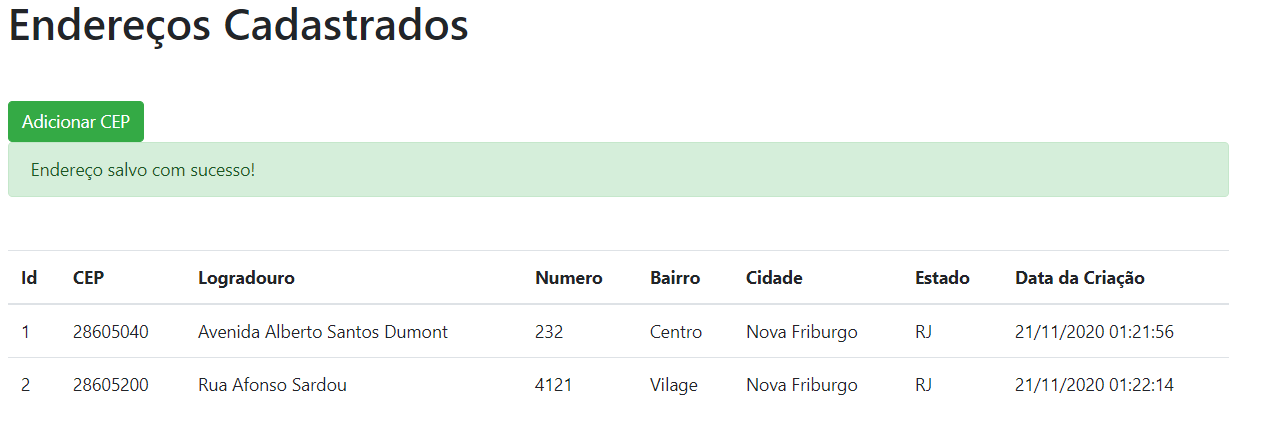 Endereços Cadastrados
Adicionar CEP
Endereço salvo com sucesso!
Id CEP Logradouro Numero Bairro Cidade Estado Data da Criação
1 28605040 Avenida Alberto Santos Dumont 232 Centro Nova Friburgo RJ 21/11/2020 01:21:56
2 28605200 Rua Afonso Sardou 4121 Vilage Nova Friburgo RJ 21/11/2020 01:22:14